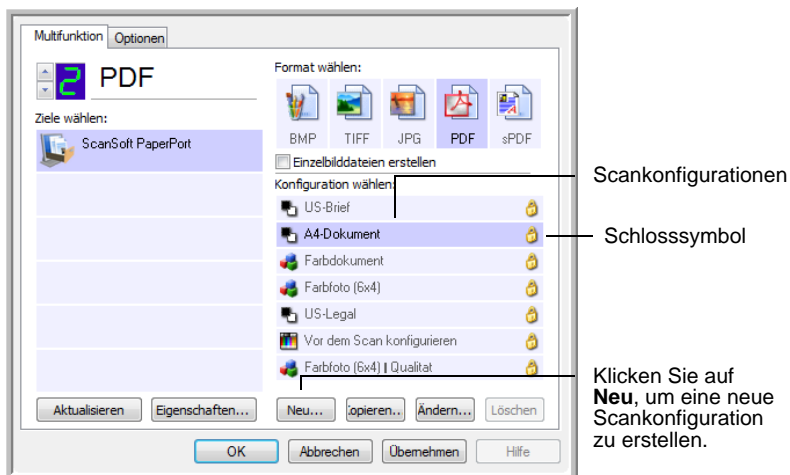 Multifunktion Optionen
2 PDF
Ziele wählen:
ScanSoft PaperPort
Format wählen:
BMP TIFF JPG PDF sPDF
Einzelbilddateien erstellen
Konfiguration wählen:
US-Brief
A4-Dokument
Farbdokument
Farbfoto (6x4)
US-Legal
Vor dem Scan konfigurieren
Farbfoto (6x4) | Qualitat
Aktualisieren Eigenschaften...
Neu... opieren... Ändern... Löschen
OK Abbrechen Übernehmen Hilfe
Scankonfigurationen
Schlosssymbol
Klicken Sie auf
Neu, um eine neue
Scankonfiguration
zu erstellen.